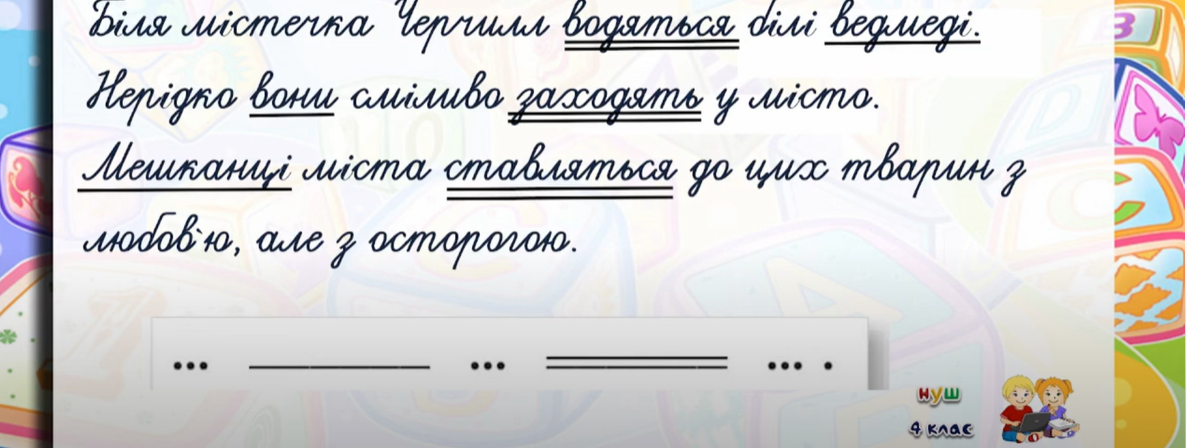 Біля містечка Черчилл водяться білі ведмеді.
Нерідко вони сміливо заходять у місто.
Мешканці міста ставляться до цих тварин з
любов`ю, але з осторогою.
... ... ... .
НУШ
4 клас